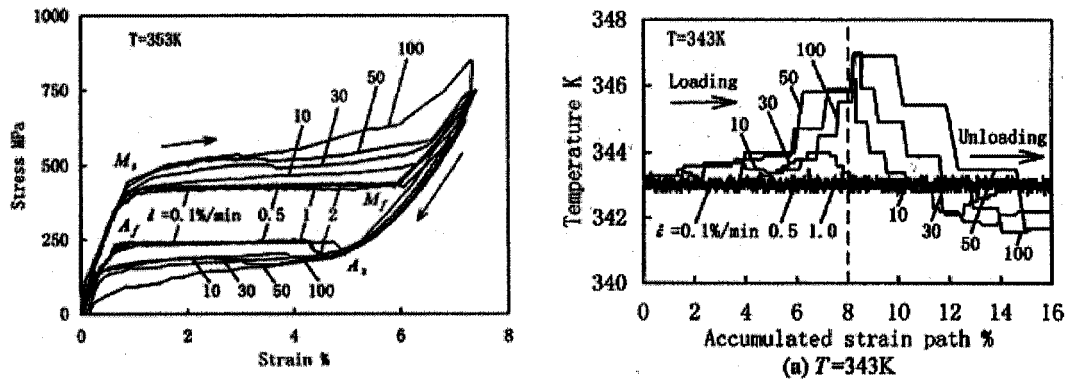 1000
750
500
250
0
Stress MPa
T=353K
100
50
30
10
Ms
Mf
ε̇=0.1%/min 0.5 1 2
Af
As
10 30 50 100
0 2 4 6 8
Strain %
348
346
344
342
340
Temperature K
T=343K
Loading
100
50
30
10
Unloading
ε̇=0.1%/min 0.5 1.0
10
30
50
100
0 2 4 6 8 10 12 14 16
Accumulated strain path %
(a) T=343K